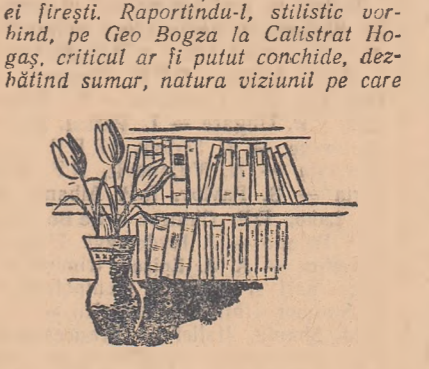 ei firești. Raportîndu-l, stilistic vor-
bind, pe Geo Bogza la Calistrat Ho-
gaș, criticul ar fi putut conchide, dez-
bătînd sumar, natura viziunil pe care